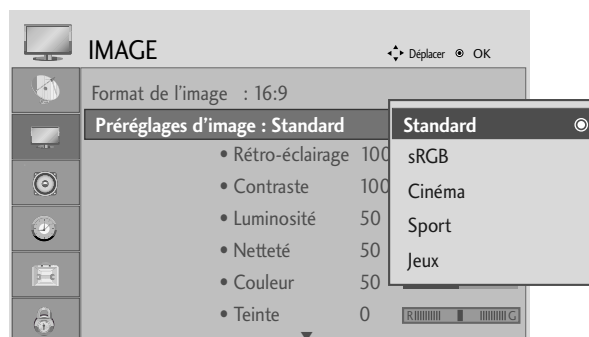 IMAGE
Déplacer OK
Format de l'image : 16:9
Préréglages d'image : Standard
• Rétro-éclairage 100
• Contraste 100
• Luminosité 50
• Netteté 50
• Couleur 50
• Teinte 0
R G
Standard
sRGB
Cinéma
Sport
Jeux